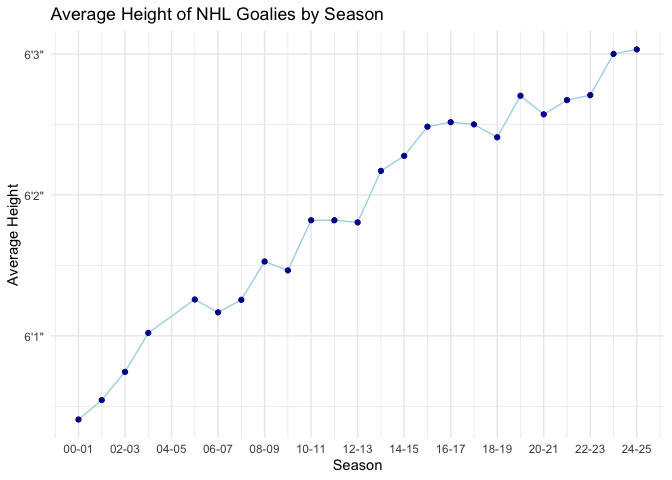 Average Height of NHL Goalies by Season
6'3"
6'2"
6'1"
Average Height
00-01 02-03 04-05 06-07 08-09 10-11 12-13 14-15 16-17 18-19 20-21 22-23 24-25
Season